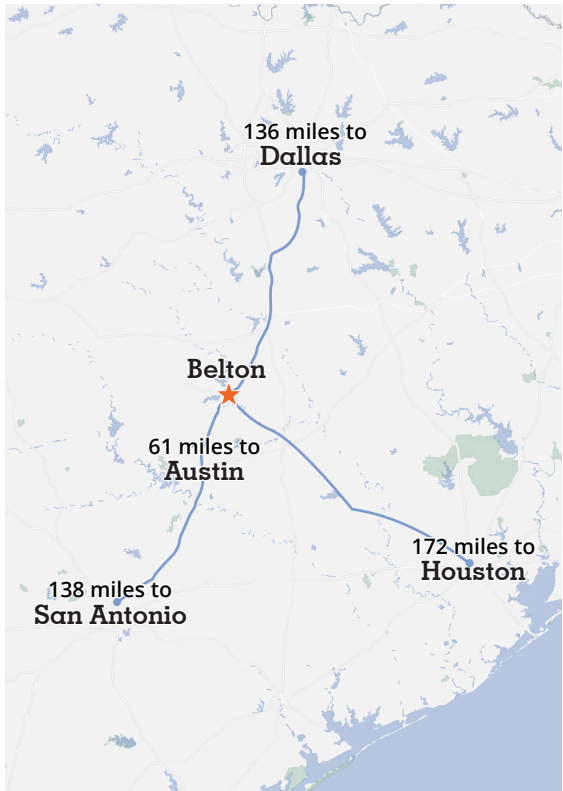 136 miles to
Dallas
Belton
61 miles to
Austin
172 miles to
Houston
138 miles to
San Antonio